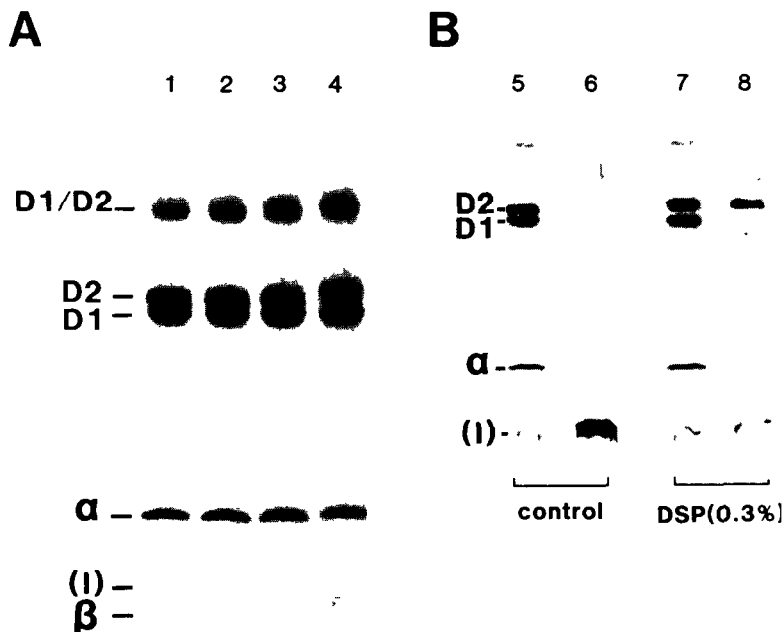 A
1 2 3 4
D1/D2
D2
D1
α
(I)
β
B
5 6 7 8
D2
D1
α
(I)
control
DSP(0.3%)